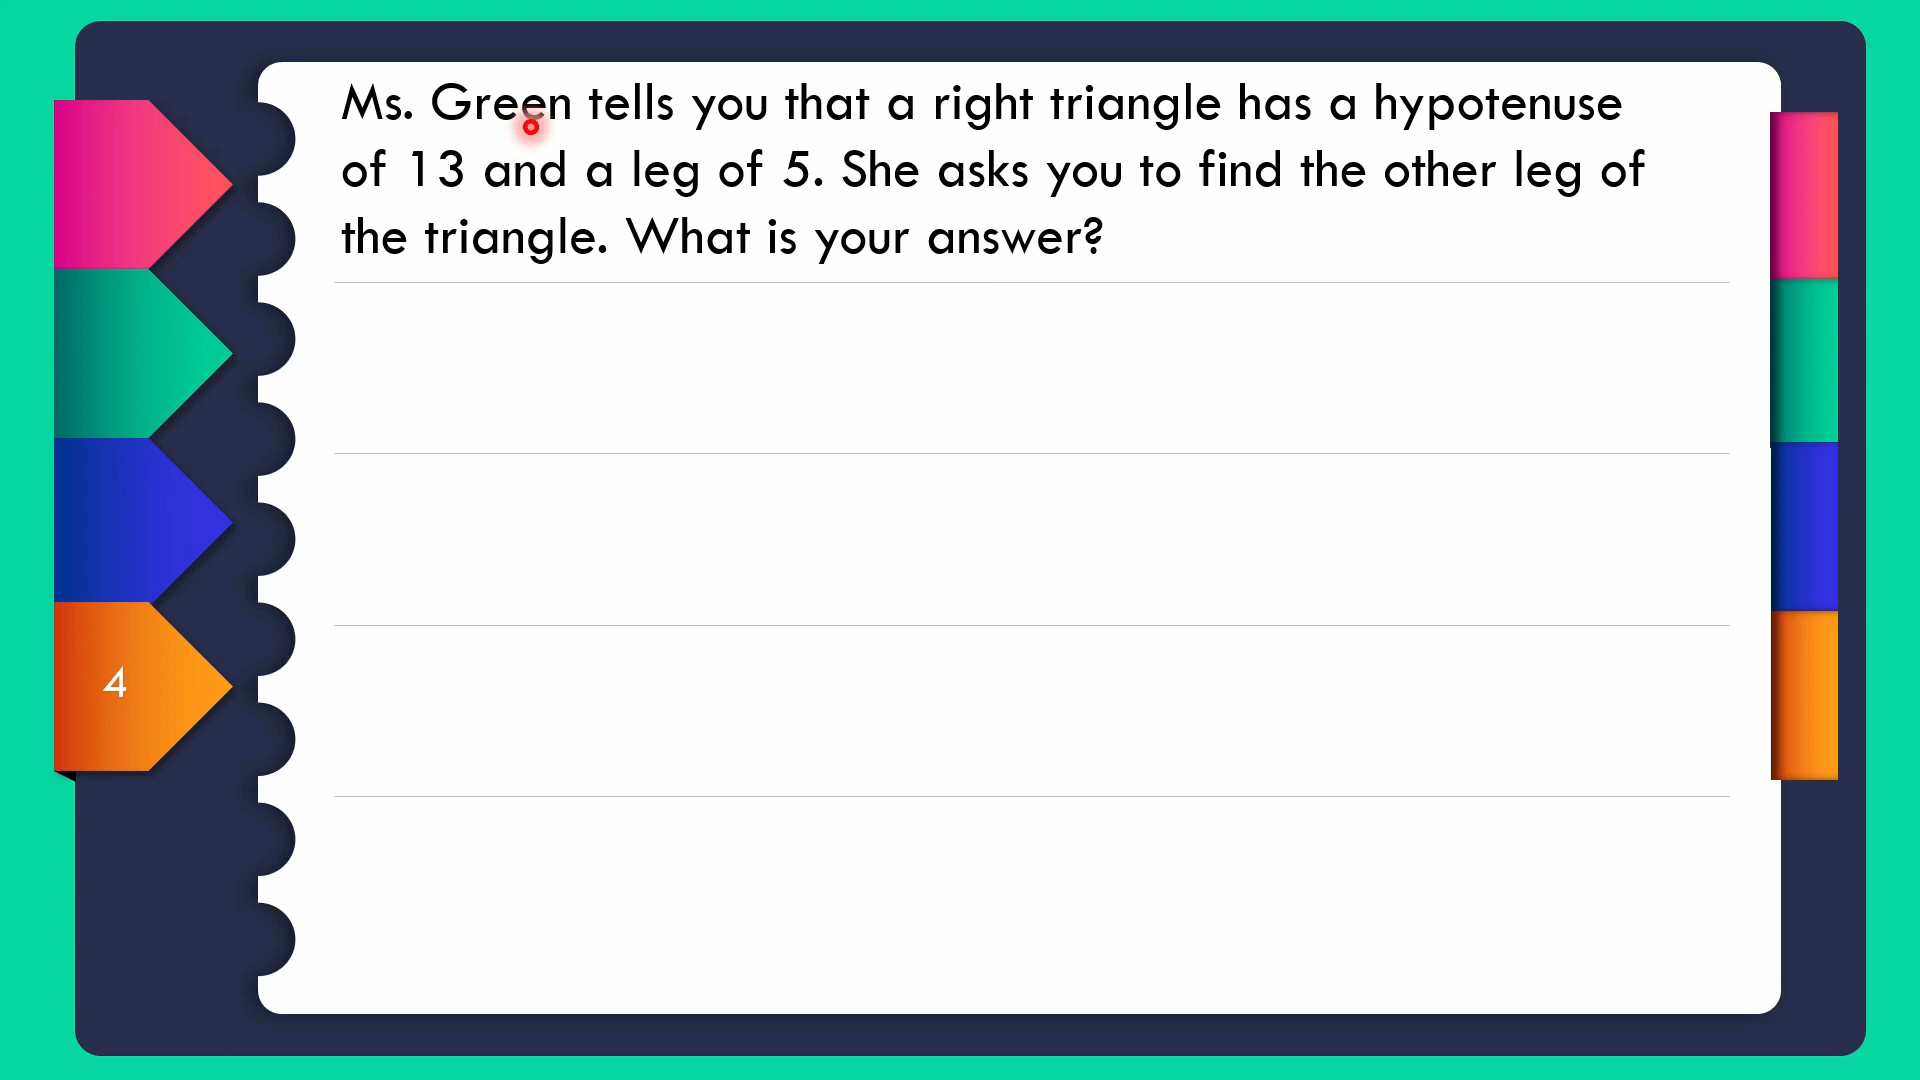 Ms. Green tells you that a right triangle has a hypotenuse
of 13 and a leg of 5. She asks you to find the other leg of
the triangle. What is your answer?
4